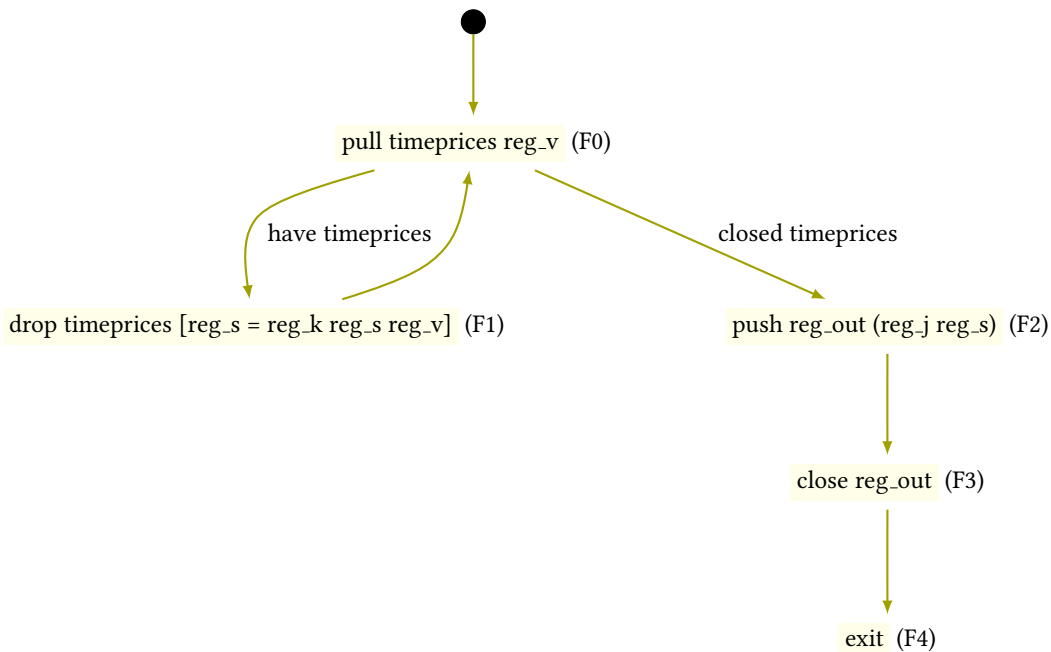 pull timeprices reg_v (F0)
have timeprices
closed timeprices
drop timeprices [reg_s = reg_k reg_s reg_v] (F1)
push reg_out (reg_j reg_s) (F2)
close reg_out (F3)
exit (F4)